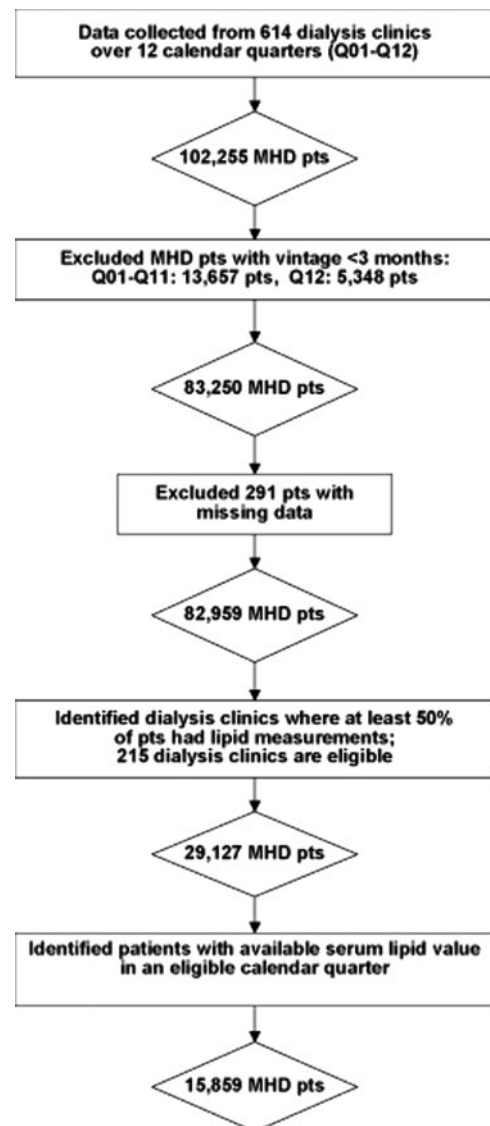 Data collected from 614 dialysis clinics
over 12 calendar quarters (Q01-Q12)
102,255 MHD pts
Excluded MHD pts with vintage <3 months:
Q01-Q11: 13,657 pts, Q12: 5,348 pts
83,250 MHD pts
Excluded 291 pts with
missing data
82,959 MHD pts
Identified dialysis clinics where at least 50%
of pts had lipid measurements;
215 dialysis clinics are eligible
29,127 MHD pts
Identified patients with available serum lipid value
in an eligible calendar quarter
15,859 MHD pts